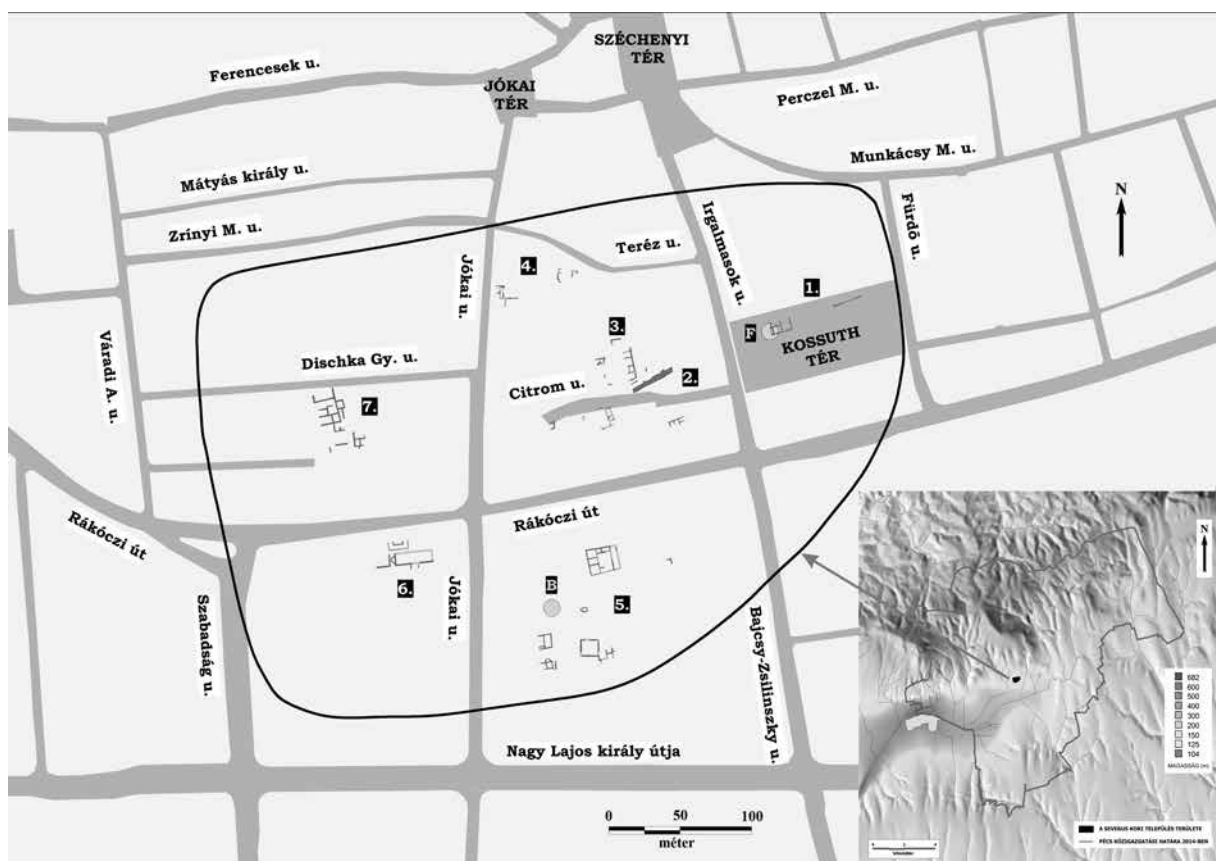 SZÉCHENYI
TÉR
Ferencesek u.
JÓKAI
TÉR
Perczel M. u.
Munkácsy M. u.
Mátyás király u.
N
Zrínyi M. u.
Irgalmasok u.
Fürdő u.
Teréz u.
4.
Jókai u.
1.
3.
F
KOSSUTH
TÉR
Váradi A. u.
Dischka Gy. u.
2.
Citrom u.
7.
Rákóczi út
Rákóczi út
N
6.
Jókai u.
B
5.
Szabadság u.
Bajcsy-Zsilinszky u.
682
600
500
400
300
200
150
125
104
MAGASSÁG (m)
Nagy Lajos király útja
0 50 100
méter
A SEVERUS KORI TELEPÜLÉS TERÜLETE
PÉCS KÖZIGAZGATÁSI HATÁRA 2014-BEN